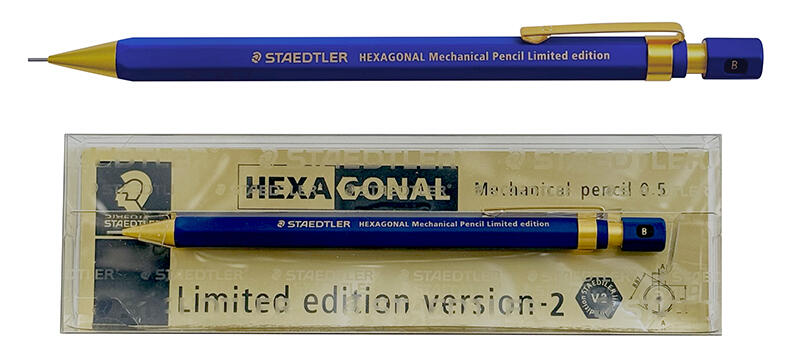 STAEDTLER HEXAGONAL Mechanical Pencil Limited edition B
HEXAGONAL Mechanical pencil 0.5
STAEDTLER
STAEDTLER HEXAGONAL Mechanical Pencil Limited edition B
Limited edition version-2 V2
STAEDTLER